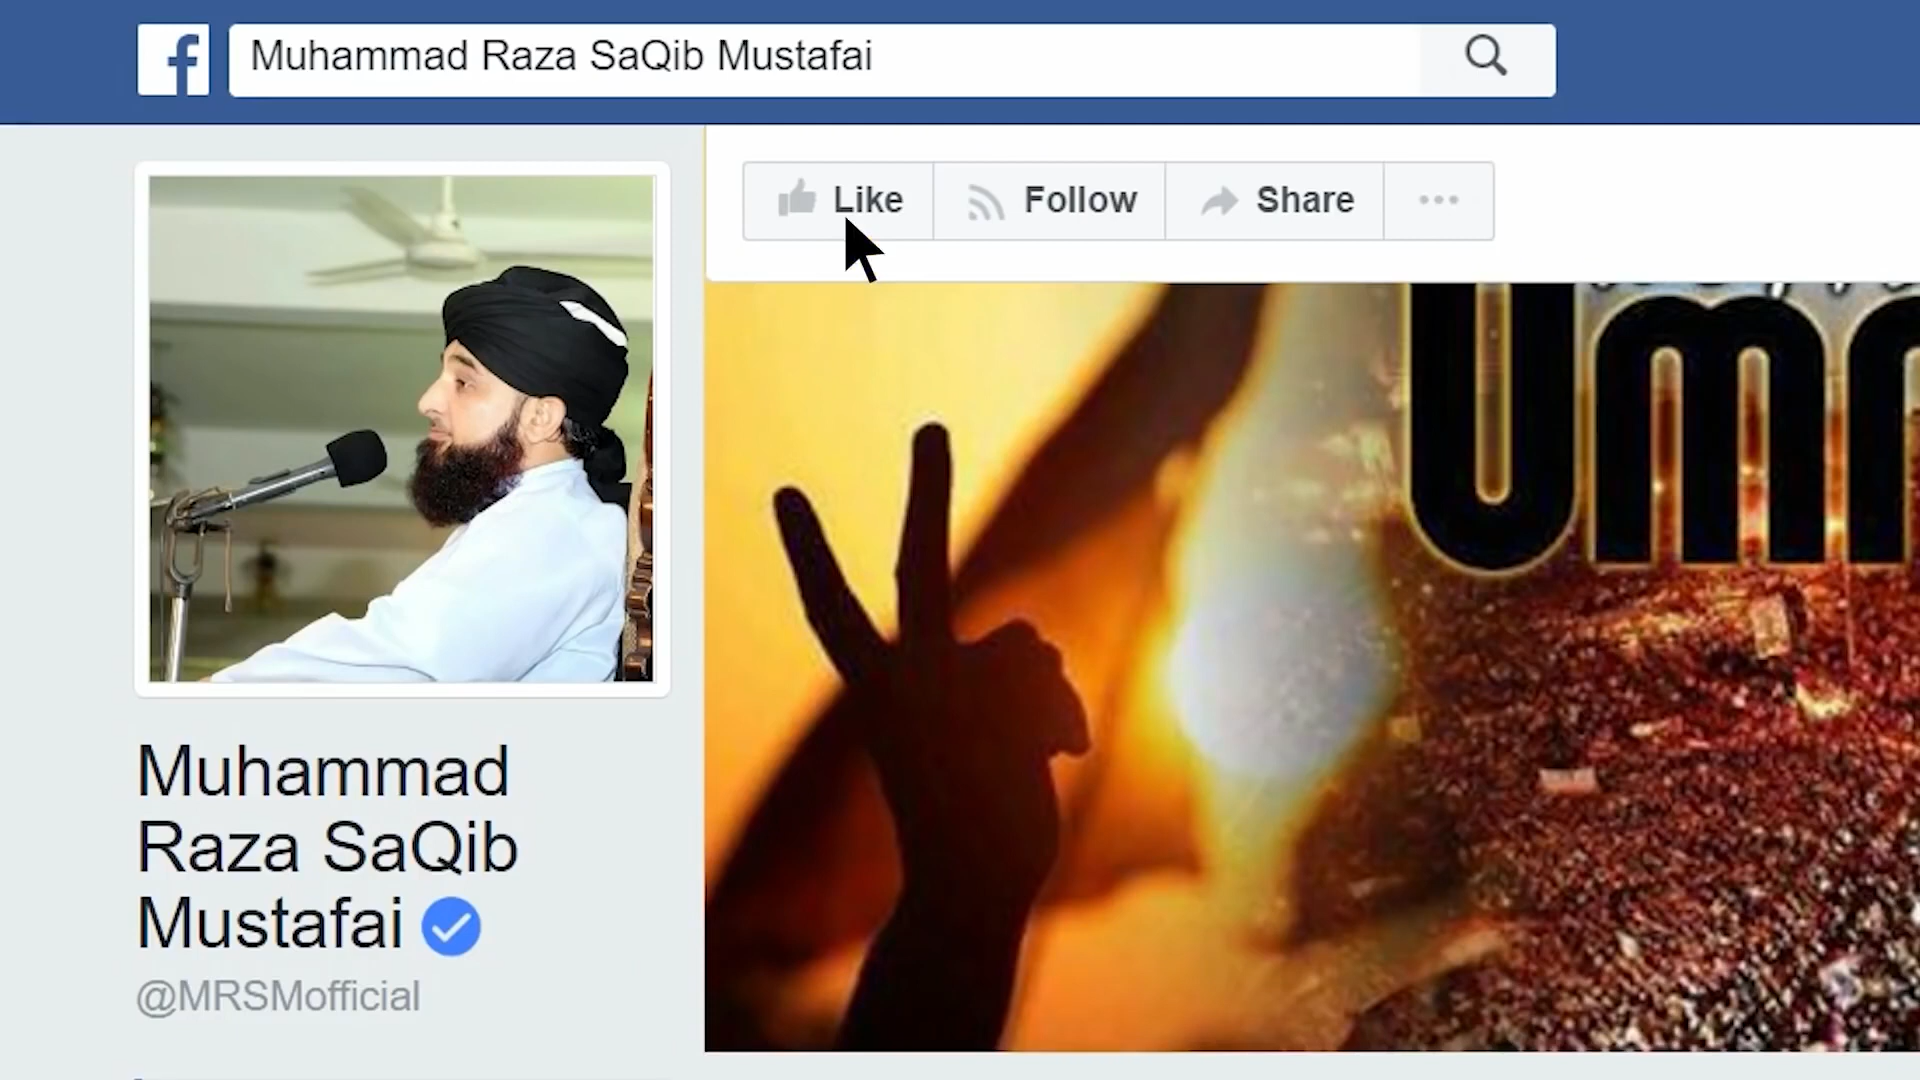 Muhammad Raza SaQib Mustafai
Like
Follow
Share
Muhammad
Raza SaQib
Mustafai
@MRSMofficial